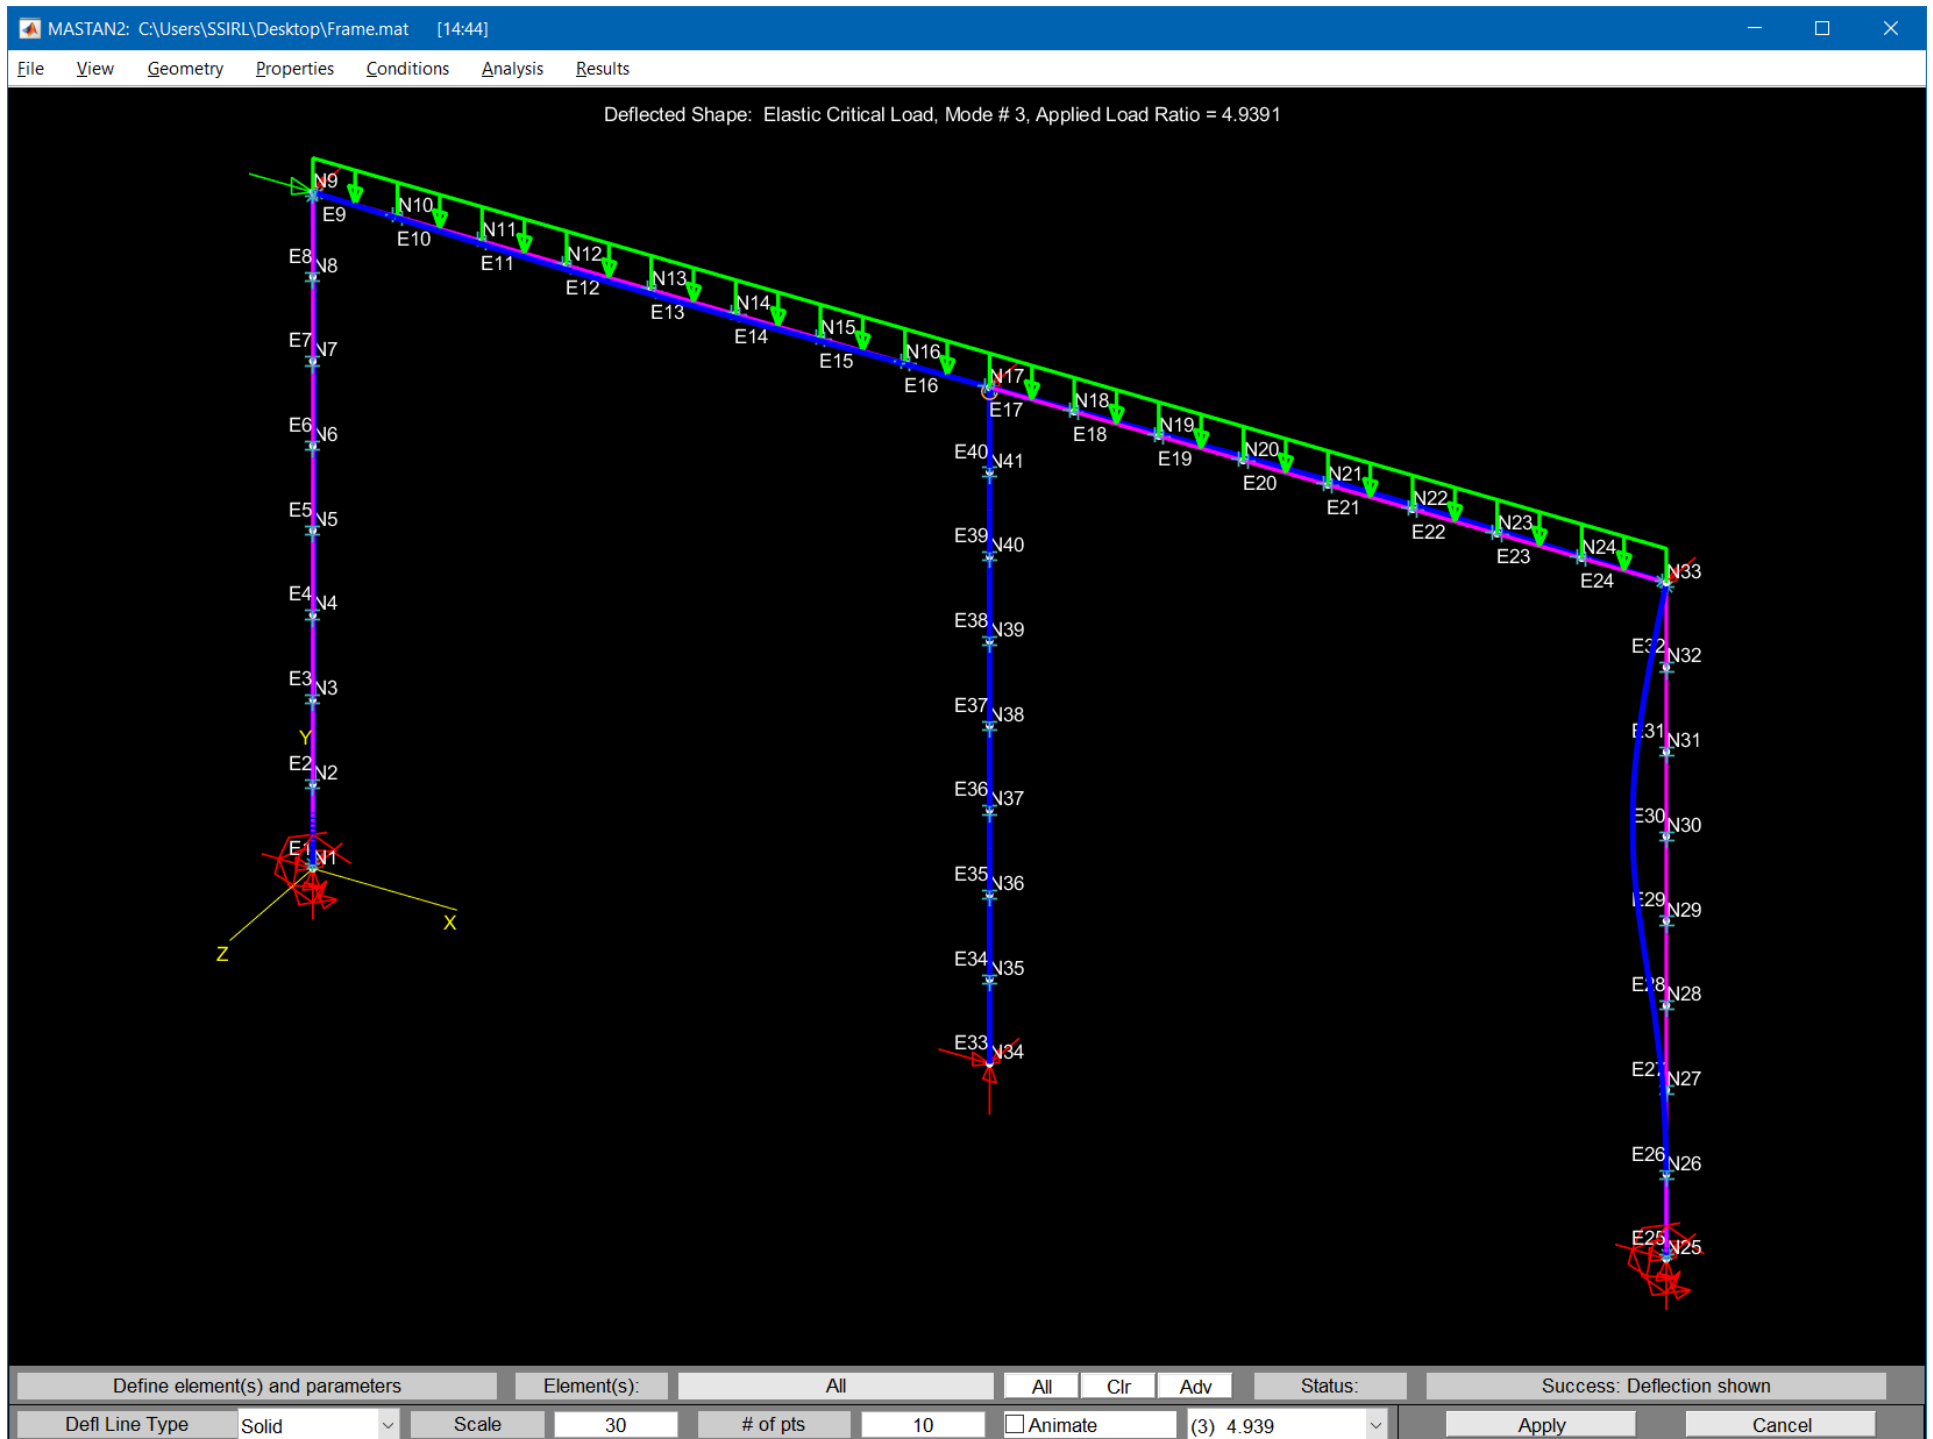 MASTAN2: C:\Users\SSIRL\Desktop\Frame.mat [14:44]
File View Geometry Properties Conditions Analysis Results
Deflected Shape: Elastic Critical Load, Mode # 3, Applied Load Ratio = 4.9391
N9
E9
N10
E10
N11
E11
N12
E12
N13
E13
N14
E14
N15
E15
N16
E16
N17
E17
N18
E18
N19
E19
N20
E20
N21
E21
N22
E22
N23
E23
N24
E24
N33
E8 N8
E7 N7
E6 N6
E5 N5
E4 N4
E3 N3
Y
E2 N2
E1 N1
X
Z
E40 N41
E39 N40
E38 N39
E37 N38
E36 N37
E35 N36
E34 N35
E33 N34
E32 N32
E31 N31
E30 N30
E29 N29
E28 N28
E27 N27
E26 N26
E25 N25
Define element(s) and parameters Element(s): All All Clr Adv Status: Success: Deflection shown
Defl Line Type Solid Scale 30 # of pts 10 Animate (3) 4.939 Apply Cancel